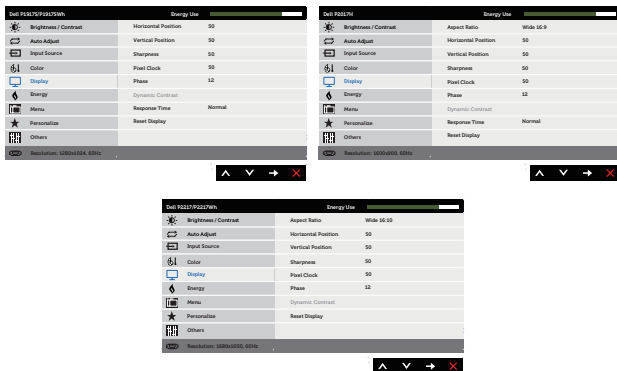 Dell P1917S/P1917SWh Energy Use
Brightness / Contrast Horizontal Position 50
Auto Adjust Vertical Position 50
Input Source Sharpness 50
Color Pixel Clock 50
Display Phase 12
Energy Dynamic Contrast
Menu Response Time Normal
Personalize Reset Display
Others
Resolution: 1280x1024, 60Hz
Dell P2017H Energy Use
Brightness / Contrast Aspect Ratio Wide 16:9
Auto Adjust Horizontal Position 50
Input Source Vertical Position 50
Color Sharpness 50
Display Pixel Clock 50
Energy Phase 12
Menu Dynamic Contrast
Personalize Response Time Normal
Others Reset Display
Resolution: 1600x900, 60Hz
Dell P2217/P2217Wh Energy Use
Brightness / Contrast Aspect Ratio Wide 16:10
Auto Adjust Horizontal Position 50
Input Source Vertical Position 50
Color Sharpness 50
Display Pixel Clock 50
Energy Phase 12
Menu Dynamic Contrast
Personalize Reset Display
Others
Resolution: 1680x1050, 60Hz